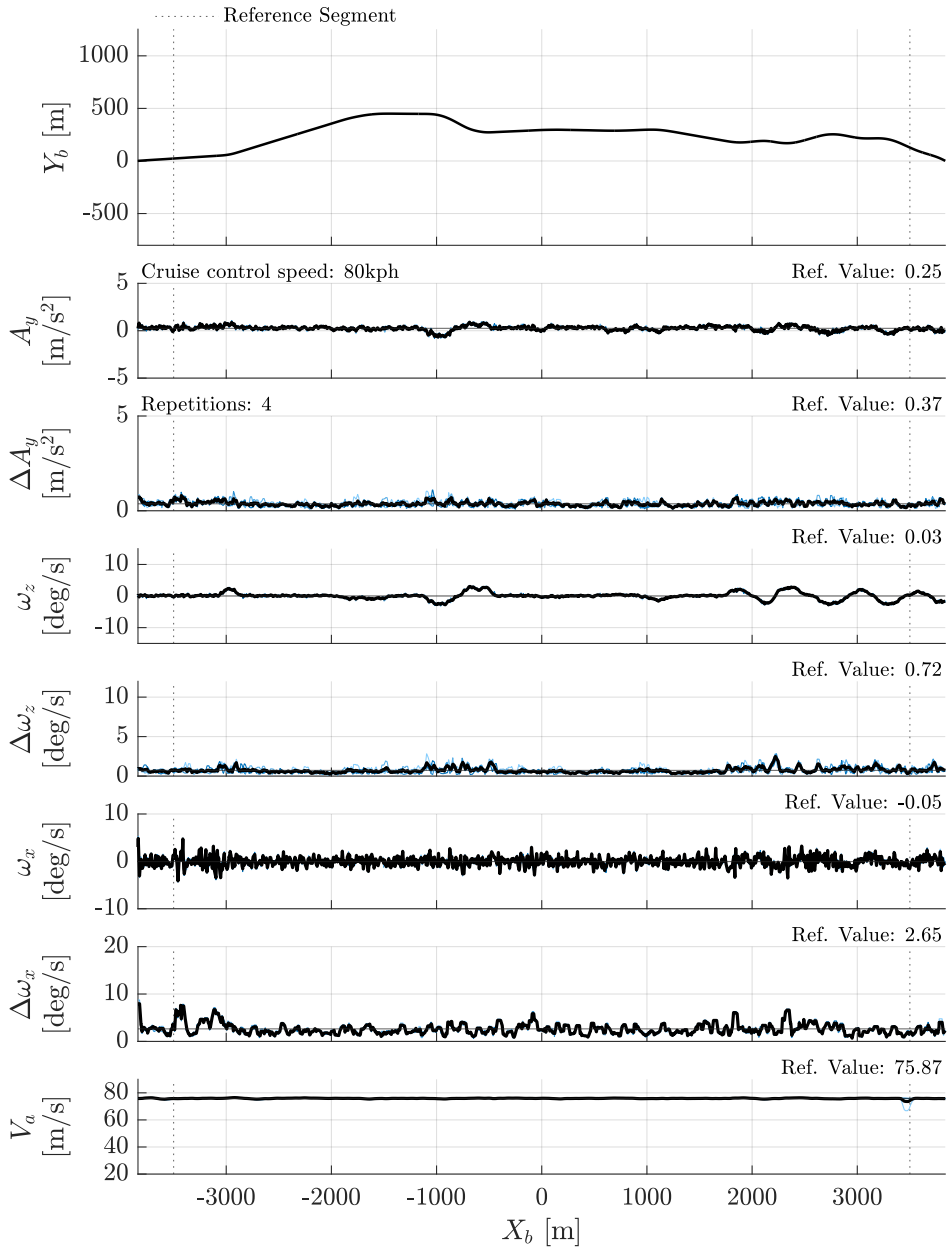 Reference Segment
1000
500
0
-500
Y_b [m]
Cruise control speed: 80kph
Ref. Value: 0.25
5
0
-5
A_y
[m/s²]
Repetitions: 4
Ref. Value: 0.37
5
0
ΔA_y
[m/s²]
Ref. Value: 0.03
10
0
-10
ω_z
[deg/s]
Ref. Value: 0.72
10
5
0
Δω_z
[deg/s]
Ref. Value: -0.05
10
0
-10
ω_x
[deg/s]
Ref. Value: 2.65
20
10
0
Δω_x
[deg/s]
Ref. Value: 75.87
80
60
40
20
V_a
[m/s]
-3000 -2000 -1000 0 1000 2000 3000
X_b [m]